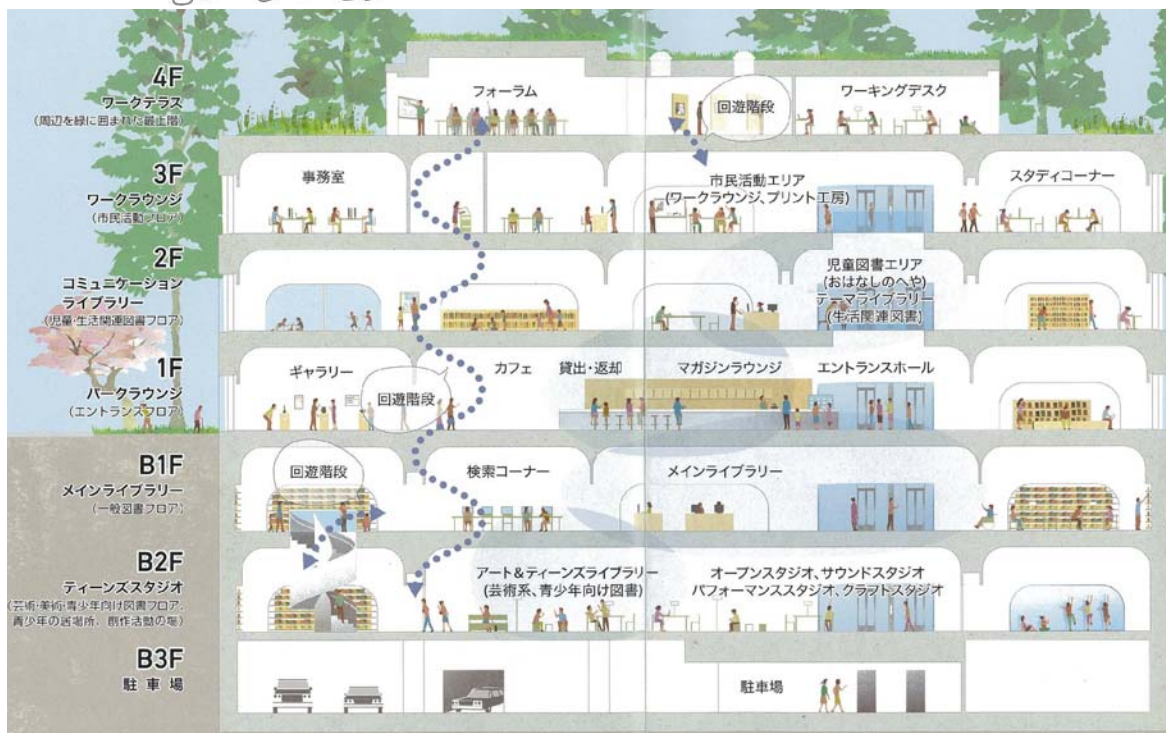 4F
ワークテラス
(周辺を緑に囲まれた最上階)
フォーラム
回遊階段
ワーキングデスク
3F
ワークラウンジ
(市民活動フロア)
事務室
市民活動エリア
(ワークラウンジ、プリント工房)
スタディコーナー
2F
コミュニケーション
ライブラリー
(児童・生活関連図書フロア)
児童図書エリア
(おはなしのへや)
テーマライブラリー
(生活関連図書)
1F
パークラウンジ
(エントランスフロア)
ギャラリー
回遊階段
カフェ
貸出・返却
マガジンラウンジ
エントランスホール
B1F
メインライブラリー
(一般図書フロア)
回遊階段
検索コーナー
メインライブラリー
B2F
ティーンズスタジオ
(芸術・美術・青少年向け図書フロア、
青少年の居場所、創作活動の場)
アート&ティーンズライブラリー
(芸術系、青少年向け図書)
オープンスタジオ、サウンドスタジオ
パフォーマンススタジオ、クラフトスタジオ
B3F
駐車場
駐車場